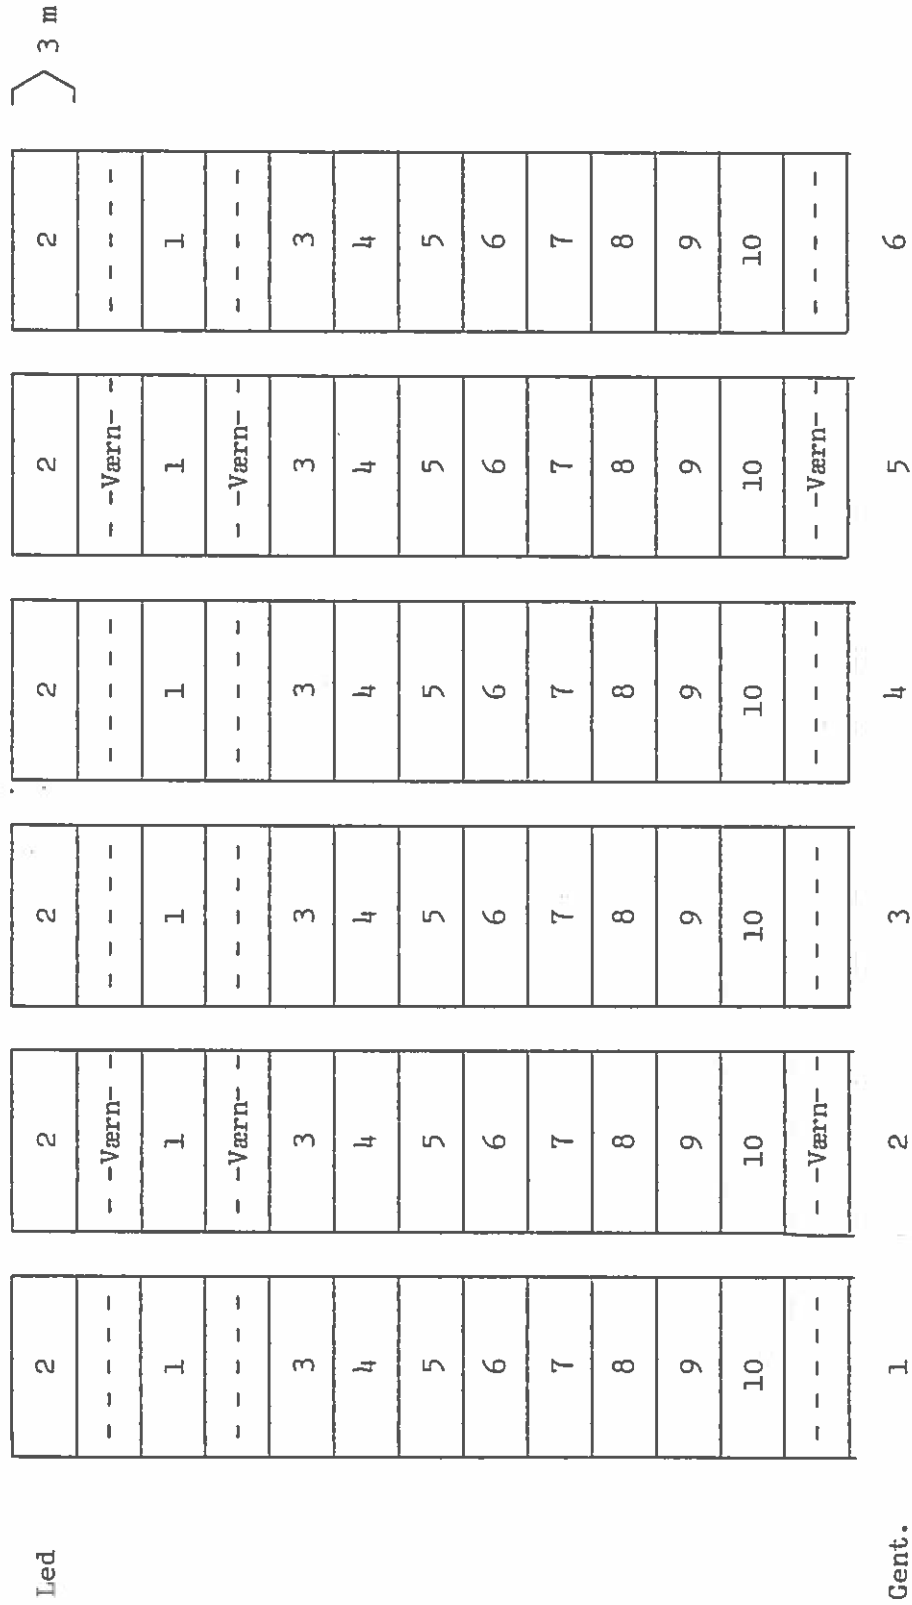 Led 2 2 2 2 2 2 3 m
- - - - - - -Værn- - - - - - - - - - - - - -Værn- - - - - - -
1 1 1 1 1 1
- - - - - - -Værn- - - - - - - - - - - - - -Værn- - - - - - -
3 3 3 3 3 3
4 4 4 4 4 4
5 5 5 5 5 5
6 6 6 6 6 6
7 7 7 7 7 7
8 8 8 8 8 8
9 9 9 9 9 9
10 10 10 10 10 10
- - - - - - -Værn- - - - - - - - - - - - - -Værn- - - - - - -
Gent. 1 2 3 4 5 6